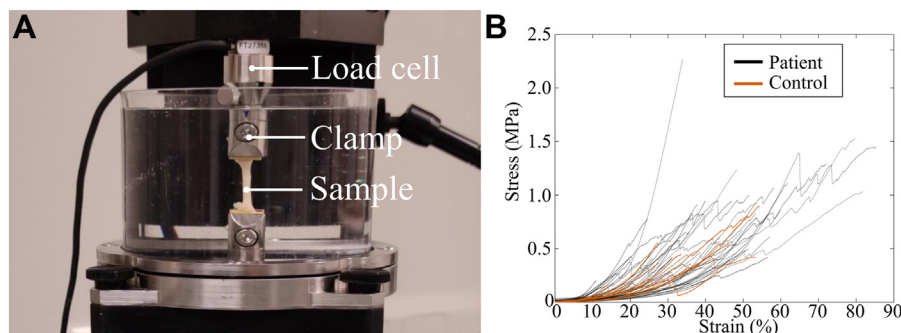 A
Load cell
Clamp
Sample
B
2.5
2.0
1.5
1.0
0.5
0
Stress (MPa)
Patient
Control
0 10 20 30 40 50 60 70 80 90
Strain (%)